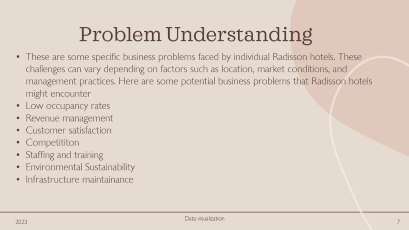 Problem Understanding
• These are some specific business problems faced by individual Radisson hotels. These
challenges can vary depending on factors such as location, market conditions, and
management practices. Here are some potential business problems that Radisson hotels
might encounter
• Low occupancy rates
• Revenue management
• Customer satisfaction
• Competititon
• Staffing and training
• Environmental Sustainability
• Infrastructure maintainance
2023
Data visualization
7